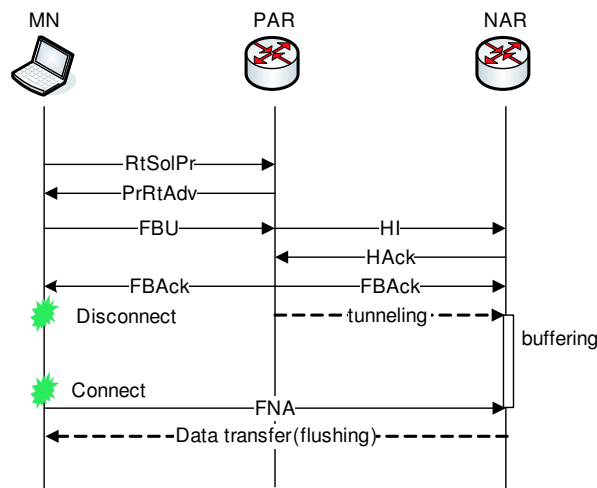 MN PAR NAR
RtSolPr
PrRtAdv
FBU HI
HAck
FBAck FBAck
Disconnect tunneling
buffering
Connect
FNA
Data transfer(flushing)